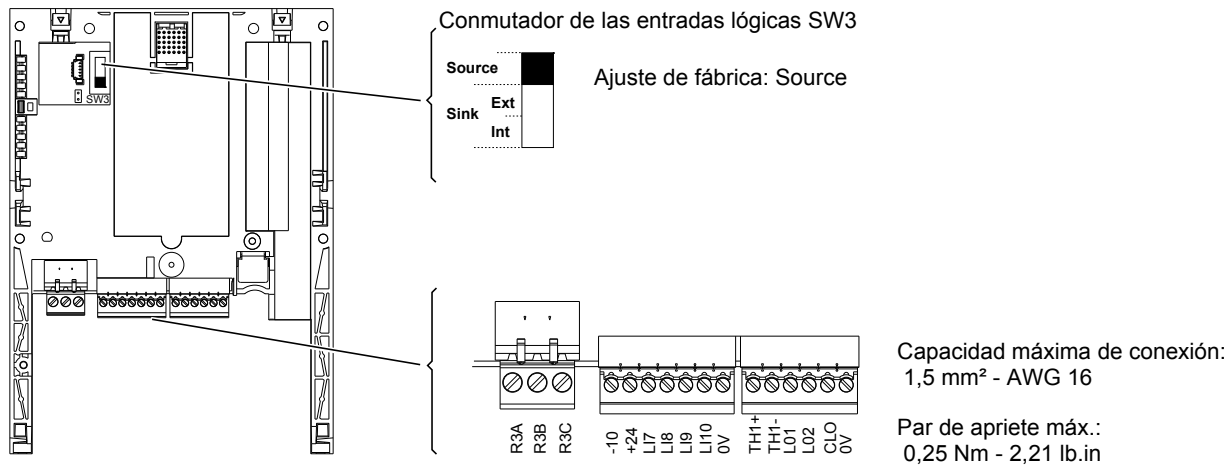 Conmutador de las entradas lógicas SW3
Source
Sink
Ext
Int
Ajuste de fábrica: Source
SW3
R3A
R3B
R3C
-10
+24
LI7
LI8
LI9
LI10
0V
TH1+
TH1-
L01
L02
CLO
0V
Capacidad máxima de conexión:
1,5 mm² - AWG 16
Par de apriete máx.:
0,25 Nm - 2,21 lb.in